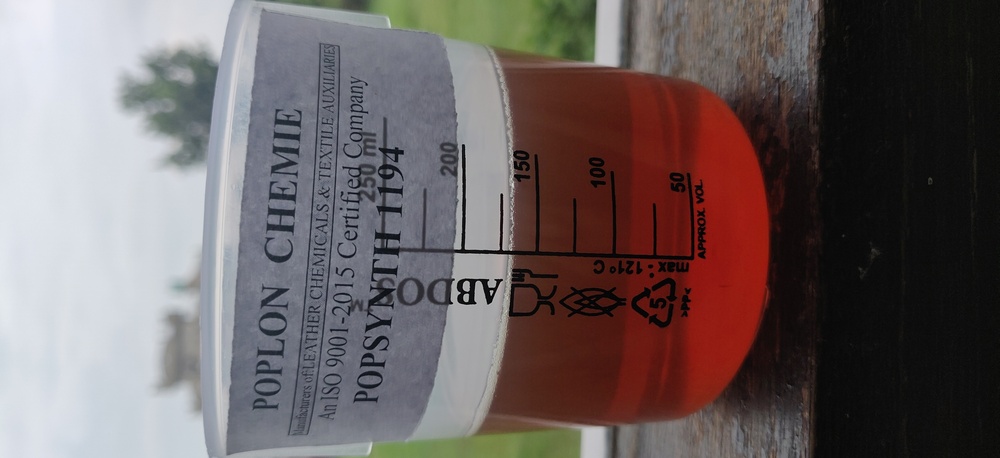 POPLON CHEMIE
Manufacturers of: LEATHER CHEMICALS & TEXTILE AUXILIARIES
An ISO 9001-2015 Certified Company
POPSYNTH 1194
250 ml
200
150
100
50
APPROX. VOL.
ABDO
max : 121°C
5
>PP<